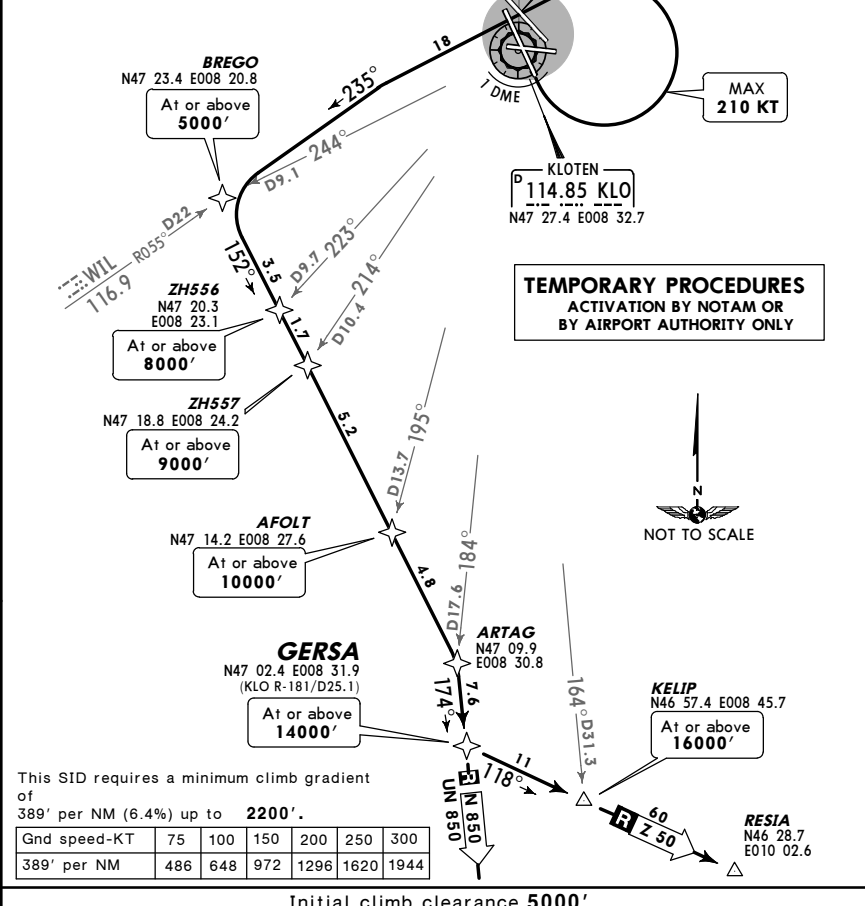 18
BREGO
N47 23.4 E008 20.8
At or above
5000′
←235°
1 DME
MAX
210 KT
244°
D9.1
KLOTEN
D 114.85 KLO
N47 27.4 E008 32.7
D22
R055°
WIL
116.9
152°
3.5
D9.7 223°
214°
D10.4
TEMPORARY PROCEDURES
ACTIVATION BY NOTAM OR
BY AIRPORT AUTHORITY ONLY
ZH556
N47 20.3
E008 23.1
At or above
8000′
1.7
ZH557
N47 18.8 E008 24.2
At or above
9000′
5.2
D13.7 195°
N
NOT TO SCALE
AFOLT
N47 14.2 E008 27.6
At or above
10000′
4.8
D17.6 184°
ARTAG
N47 09.9
E008 30.8
GERSA
N47 02.4 E008 31.9
(KLO R-181/D25.1)
At or above
14000′
174°
7.6
164° D31.3
KELIP
N46 57.4 E008 45.7
At or above
16000′
11
118°
R
N 850
UN 850
60
R Z 50
RESIA
N46 28.7
E010 02.6
This SID requires a minimum climb gradient
of
389′ per NM (6.4%) up to 2200′.
Gnd speed-KT 75 100 150 200 250 300
389′ per NM 486 648 972 1296 1620 1944
Initial climb clearance 5000′